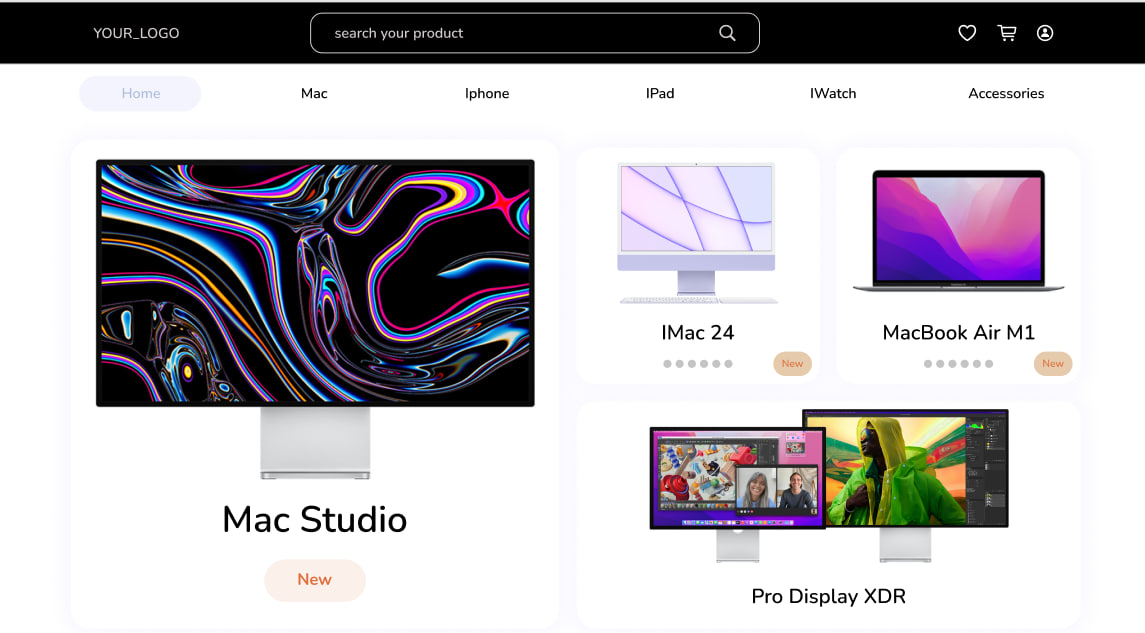 YOUR_LOGO
search your product
Home
Mac
Iphone
IPad
IWatch
Accessories
Mac Studio
New
IMac 24
New
MacBook Air M1
New
Pro Display XDR